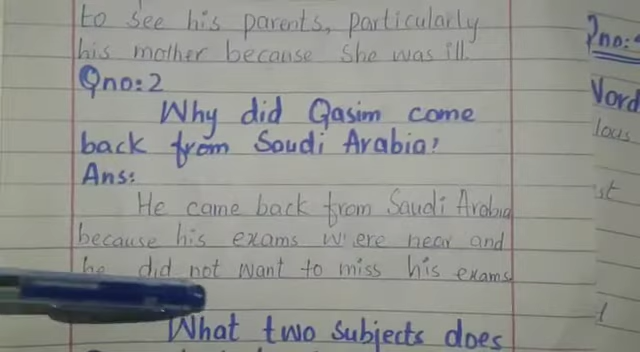 to see his parents, particularly
his mother because she was ill.
Qno:2
Why did Qasim come
back from Saudi Arabia?
Ans:
He came back from Saudi Arabia
because his exams were near and
he did not want to miss his exams
What two subjects does